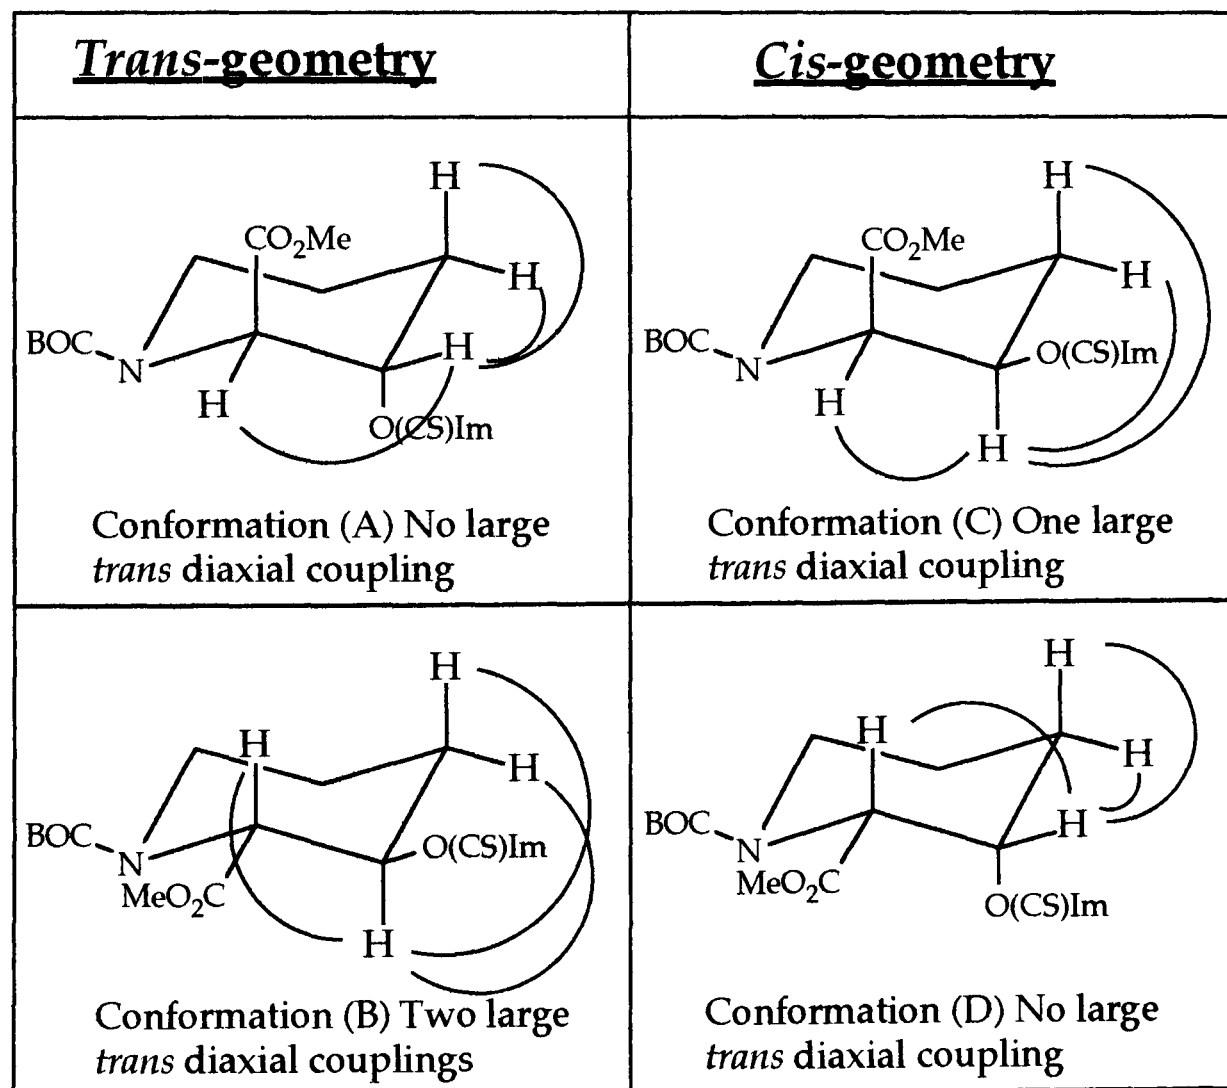 Trans-geometry
Cis-geometry
H
CO₂Me
H
BOC
N
H
H
O(CS)Im
Conformation (A) No large
trans diaxial coupling
H
CO₂Me
H
BOC
N
O(CS)Im
H
H
Conformation (C) One large
trans diaxial coupling
H
H
H
BOC
N
O(CS)Im
MeO₂C
H
Conformation (B) Two large
trans diaxial couplings
H
H
H
BOC
N
H
MeO₂C
O(CS)Im
Conformation (D) No large
trans diaxial coupling